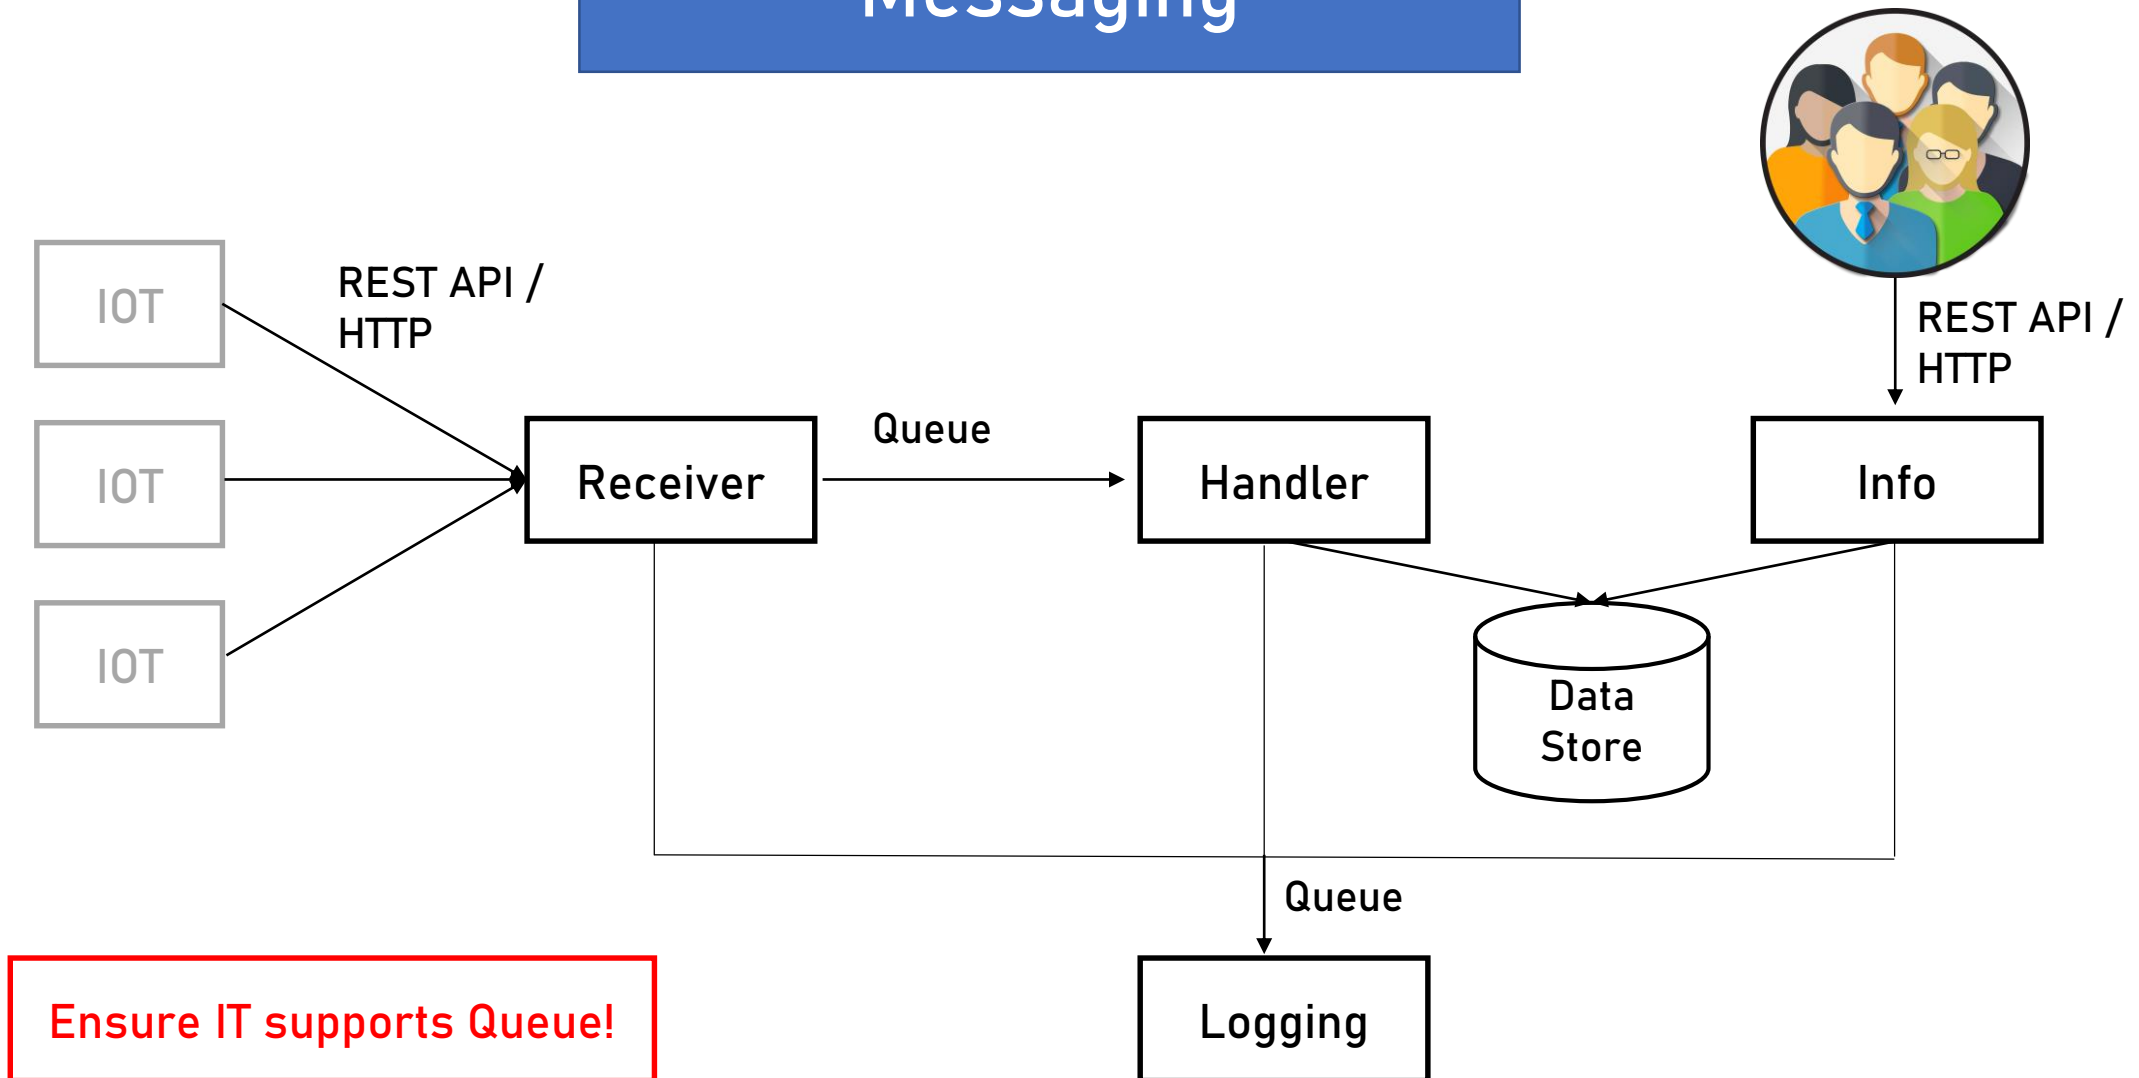 Messaging
IOT
REST API /
HTTP
REST API /
HTTP
Queue
IOT
Receiver
Handler
Info
IOT
Data
Store
Queue
Ensure IT supports Queue!
Logging